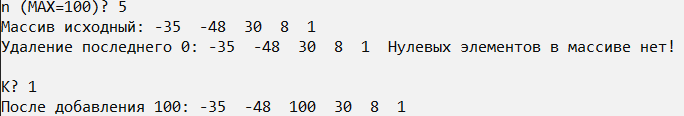 n (MAX=100)? 5
Массив исходный: -35  -48  30  8  1
Удаление последнего 0: -35  -48  30  8  1  Нулевых элементов в массиве нет!
K? 1
После добавления 100: -35  -48  100  30  8  1